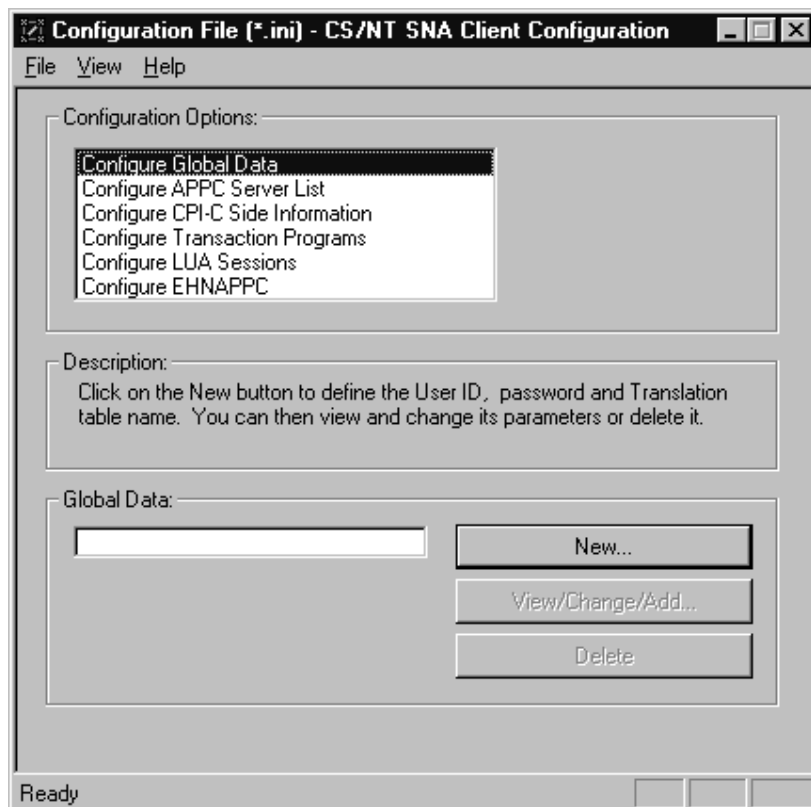 Configuration File (*.ini) - CS/NT SNA Client Configuration
File View Help
Configuration Options:
Configure Global Data
Configure APPC Server List
Configure CPI-C Side Information
Configure Transaction Programs
Configure LUA Sessions
Configure EHNAPPC
Description:
Click on the New button to define the User ID, password and Translation
table name. You can then view and change its parameters or delete it.
Global Data:
New...
View/Change/Add...
Delete
Ready